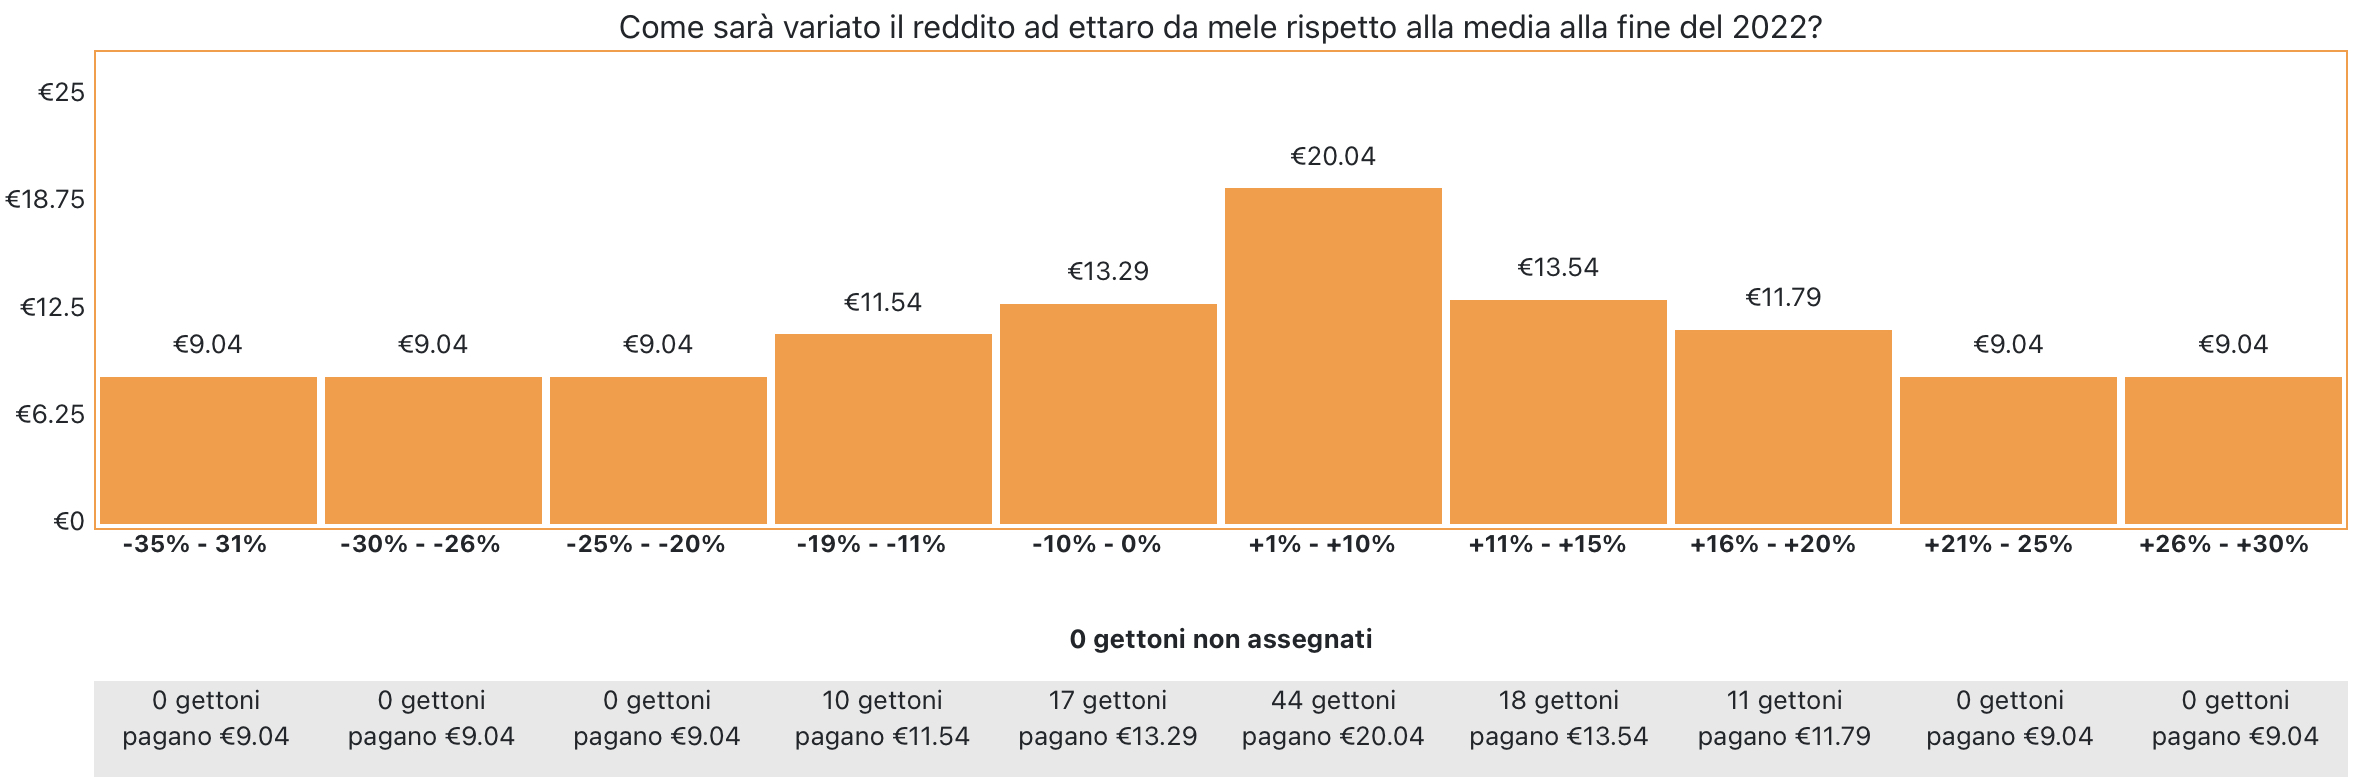 Come sarà variato il reddito ad ettaro da mele rispetto alla media alla fine del 2022?
€25
€18.75
€12.5
€6.25
€0
€9.04
€9.04
€9.04
€11.54
€13.29
€20.04
€13.54
€11.79
€9.04
€9.04
-35% - 31%
-30% - -26%
-25% - -20%
-19% - -11%
-10% - 0%
+1% - +10%
+11% - +15%
+16% - +20%
+21% - 25%
+26% - +30%
0 gettoni non assegnati
0 gettoni
pagano €9.04
0 gettoni
pagano €9.04
0 gettoni
pagano €9.04
10 gettoni
pagano €11.54
17 gettoni
pagano €13.29
44 gettoni
pagano €20.04
18 gettoni
pagano €13.54
11 gettoni
pagano €11.79
0 gettoni
pagano €9.04
0 gettoni
pagano €9.04